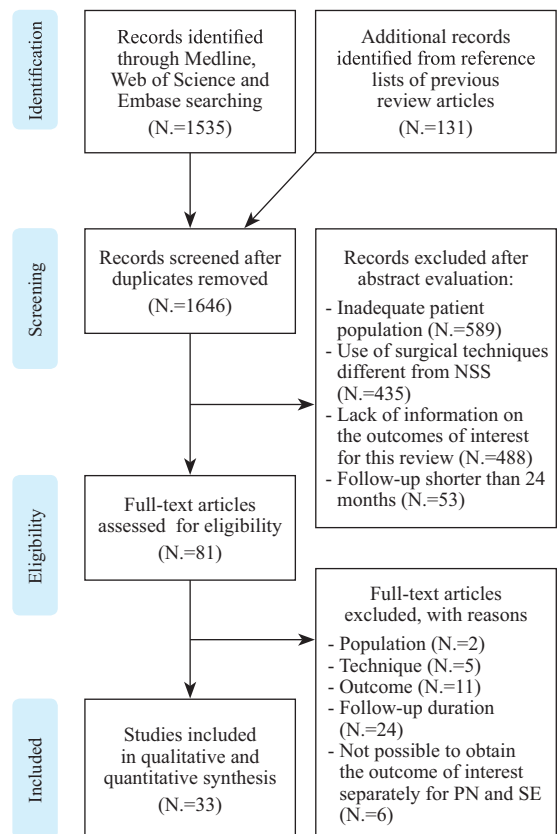 Identification
Records identified
through Medline,
Web of Science and
Embase searching
(N.=1535)
Additional records
identified from reference
lists of previous
review articles
(N.=131)
Screening
Records screened after
duplicates removed
(N.=1646)
Records excluded after
abstract evaluation:
- Inadequate patient
population (N.=589)
- Use of surgical techniques
different from NSS
(N.=435)
- Lack of information on
the outcomes of interest
for this review (N.=488)
- Follow-up shorter than 24
months (N.=53)
Eligibility
Full-text articles
assessed for eligibility
(N.=81)
Full-text articles
excluded, with reasons
- Population (N.=2)
- Technique (N.=5)
- Outcome (N.=11)
- Follow-up duration
(N.=24)
- Not possible to obtain
the outcome of interest
separately for PN and SE
(N.=6)
Included
Studies included
in qualitative and
quantitative synthesis
(N.=33)